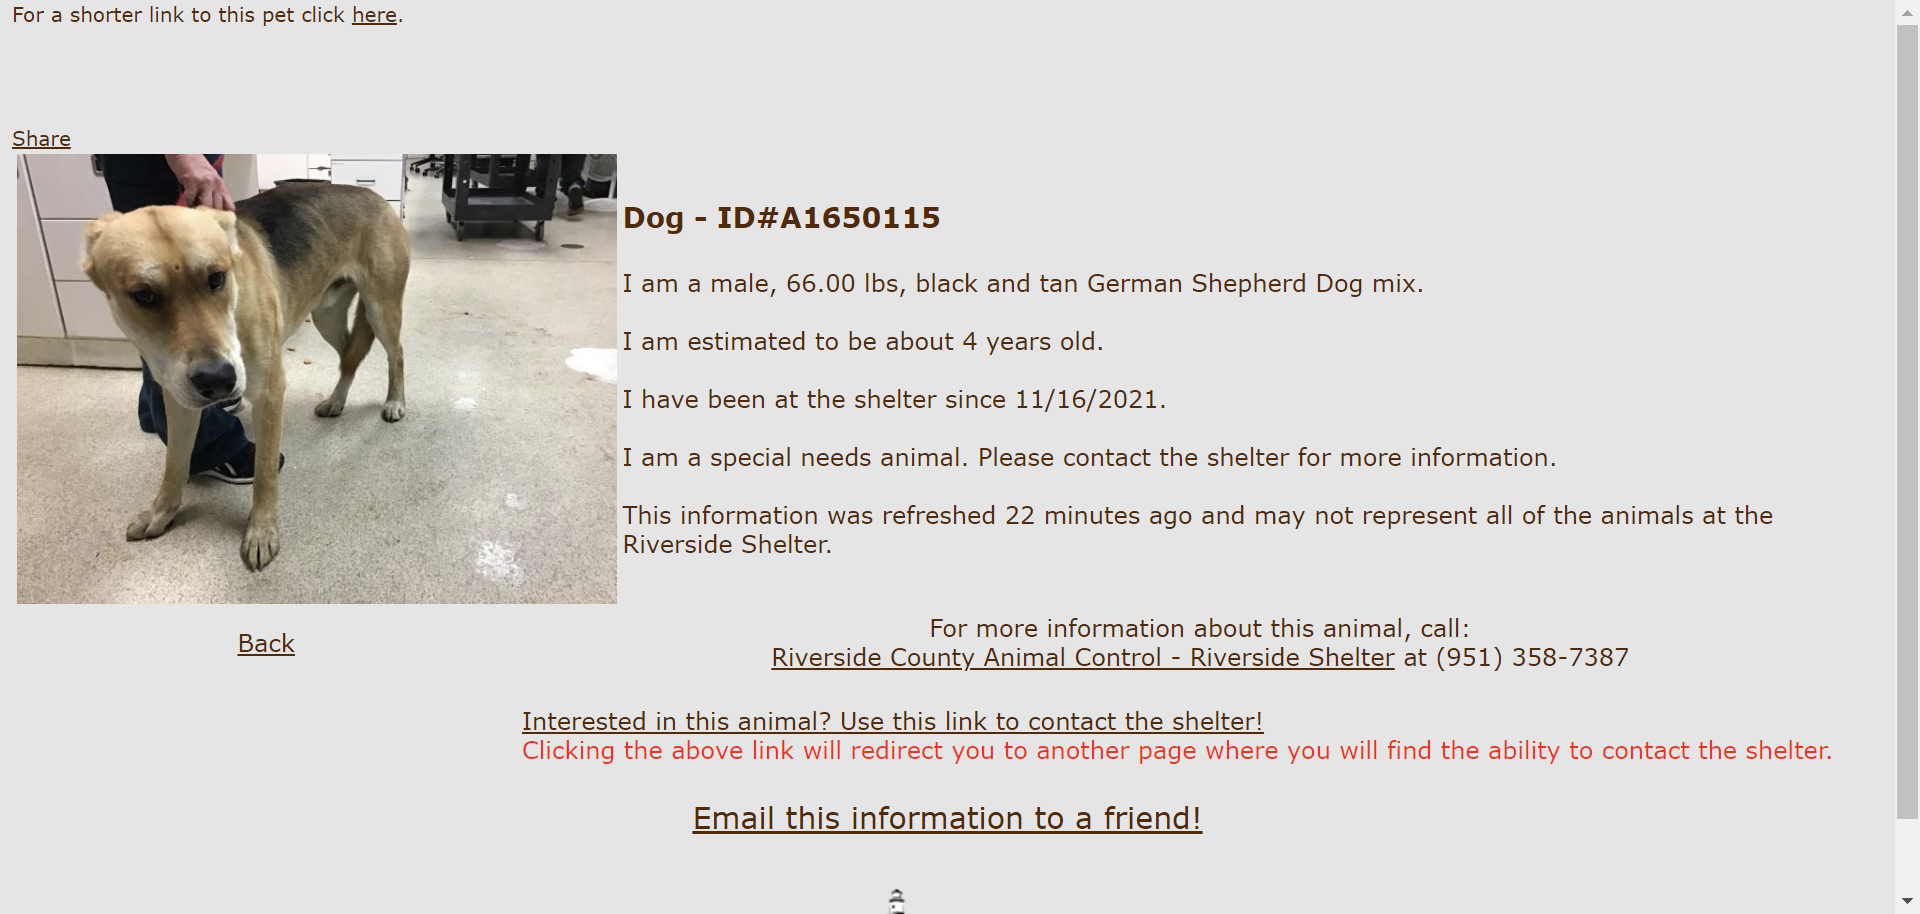 For a shorter link to this pet click here.
Share
Dog - ID#A1650115
I am a male, 66.00 lbs, black and tan German Shepherd Dog mix.
I am estimated to be about 4 years old.
I have been at the shelter since 11/16/2021.
I am a special needs animal. Please contact the shelter for more information.
This information was refreshed 22 minutes ago and may not represent all of the animals at the
Riverside Shelter.
Back
For more information about this animal, call:
Riverside County Animal Control - Riverside Shelter at (951) 358-7387
Interested in this animal? Use this link to contact the shelter!
Clicking the above link will redirect you to another page where you will find the ability to contact the shelter.
Email this information to a friend!